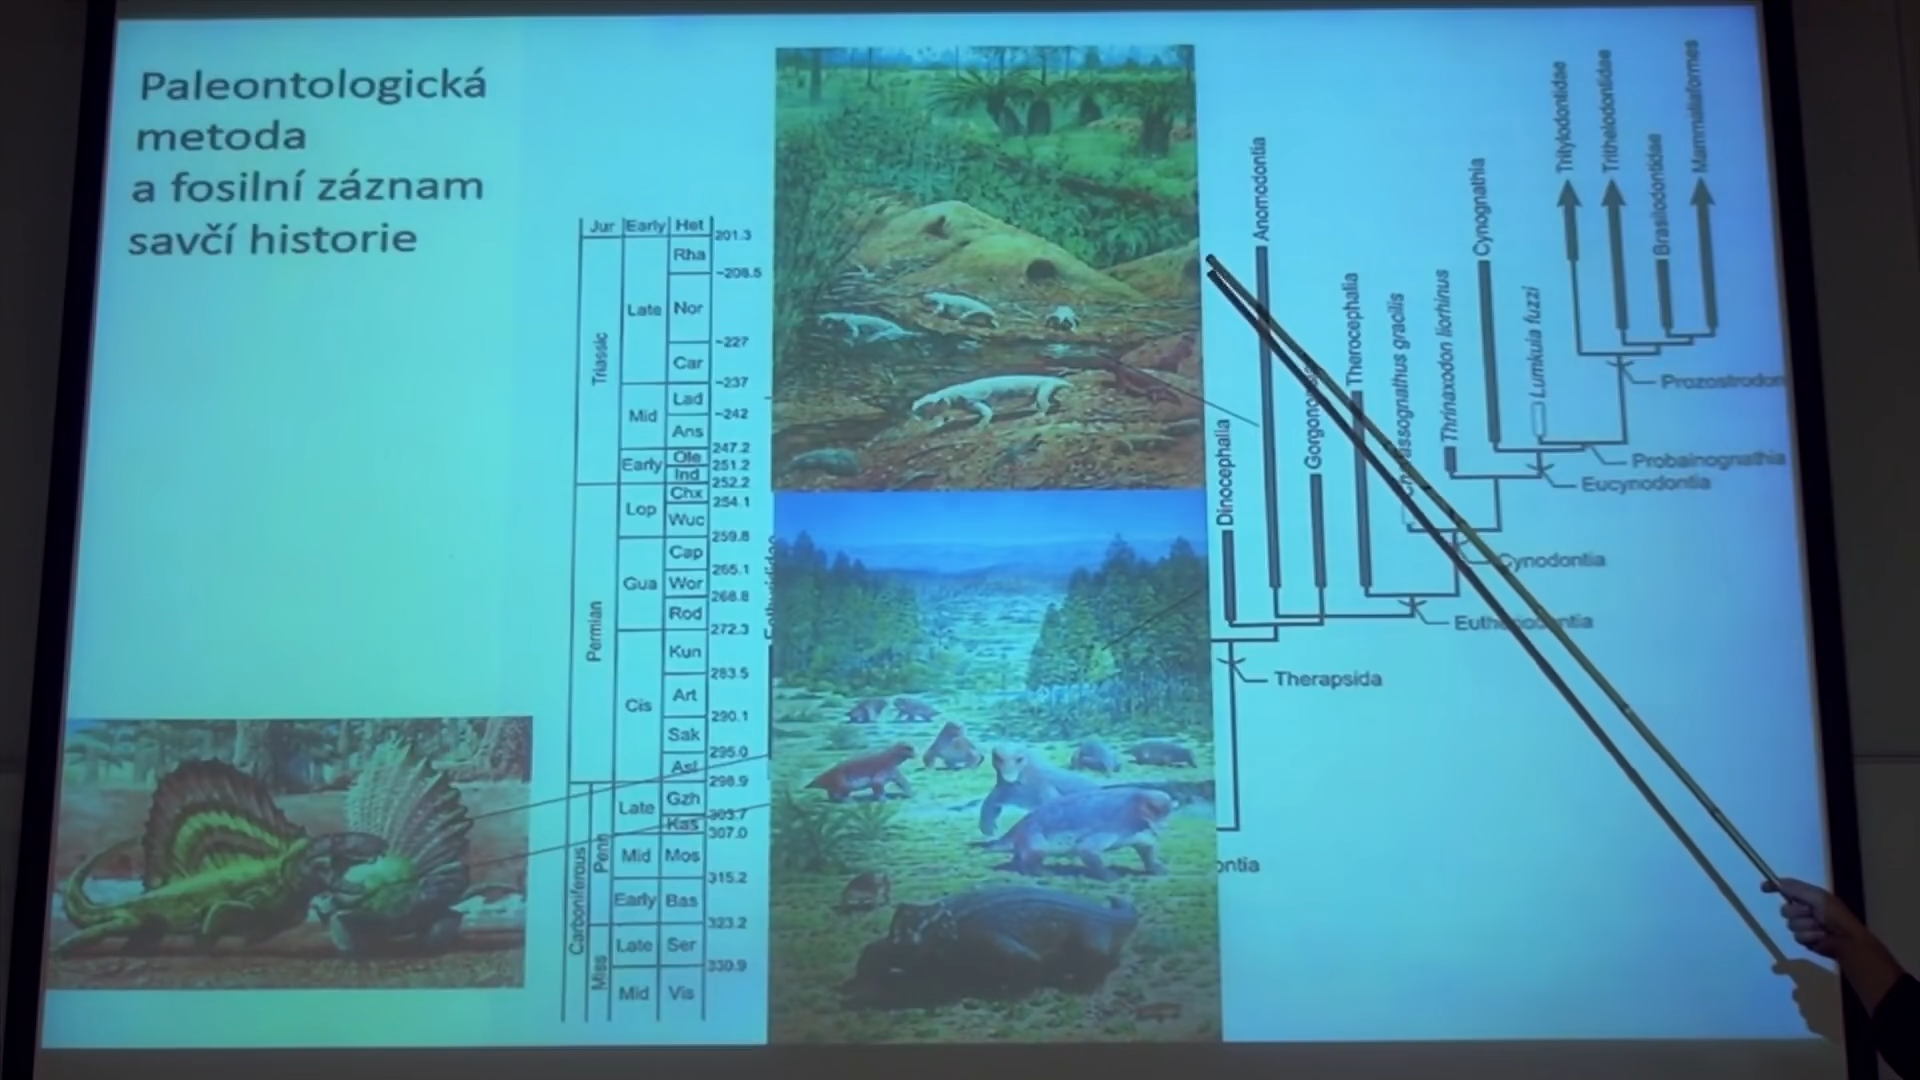 Paleontologická
metoda
a fosilní záznam
savčí historie
Jur Early Het
201.3
Rha
~208.5
Triassic
Late
Nor
~227
Car
~237
Mid
Lad
~242
Ans
247.2
Early
Ole
251.2
Ind
252.2
Permian
Lop
Chx
254.1
Wuc
259.8
Gua
Cap
265.1
Wor
268.8
Rod
272.3
Cis
Kun
283.5
Art
290.1
Sak
295.0
Asl
298.9
Carboniferous
Penn
Late
Gzh
303.7
Kas
307.0
Mid
Mos
315.2
Early
Bas
323.2
Miss
Late
Ser
330.9
Mid
Vis
Dinocephalia
Anomodontia
Therocephalia
Thrinaxodon liorhinus
Cynognathia
Lumkuia fuzzi
Tritylodontidae
Trithelodontidae
Brasilodontidae
Mammaliaformes
Prozostrodon
Probainognathia
Eucynodontia
Cynodontia
Therapsida
ontia